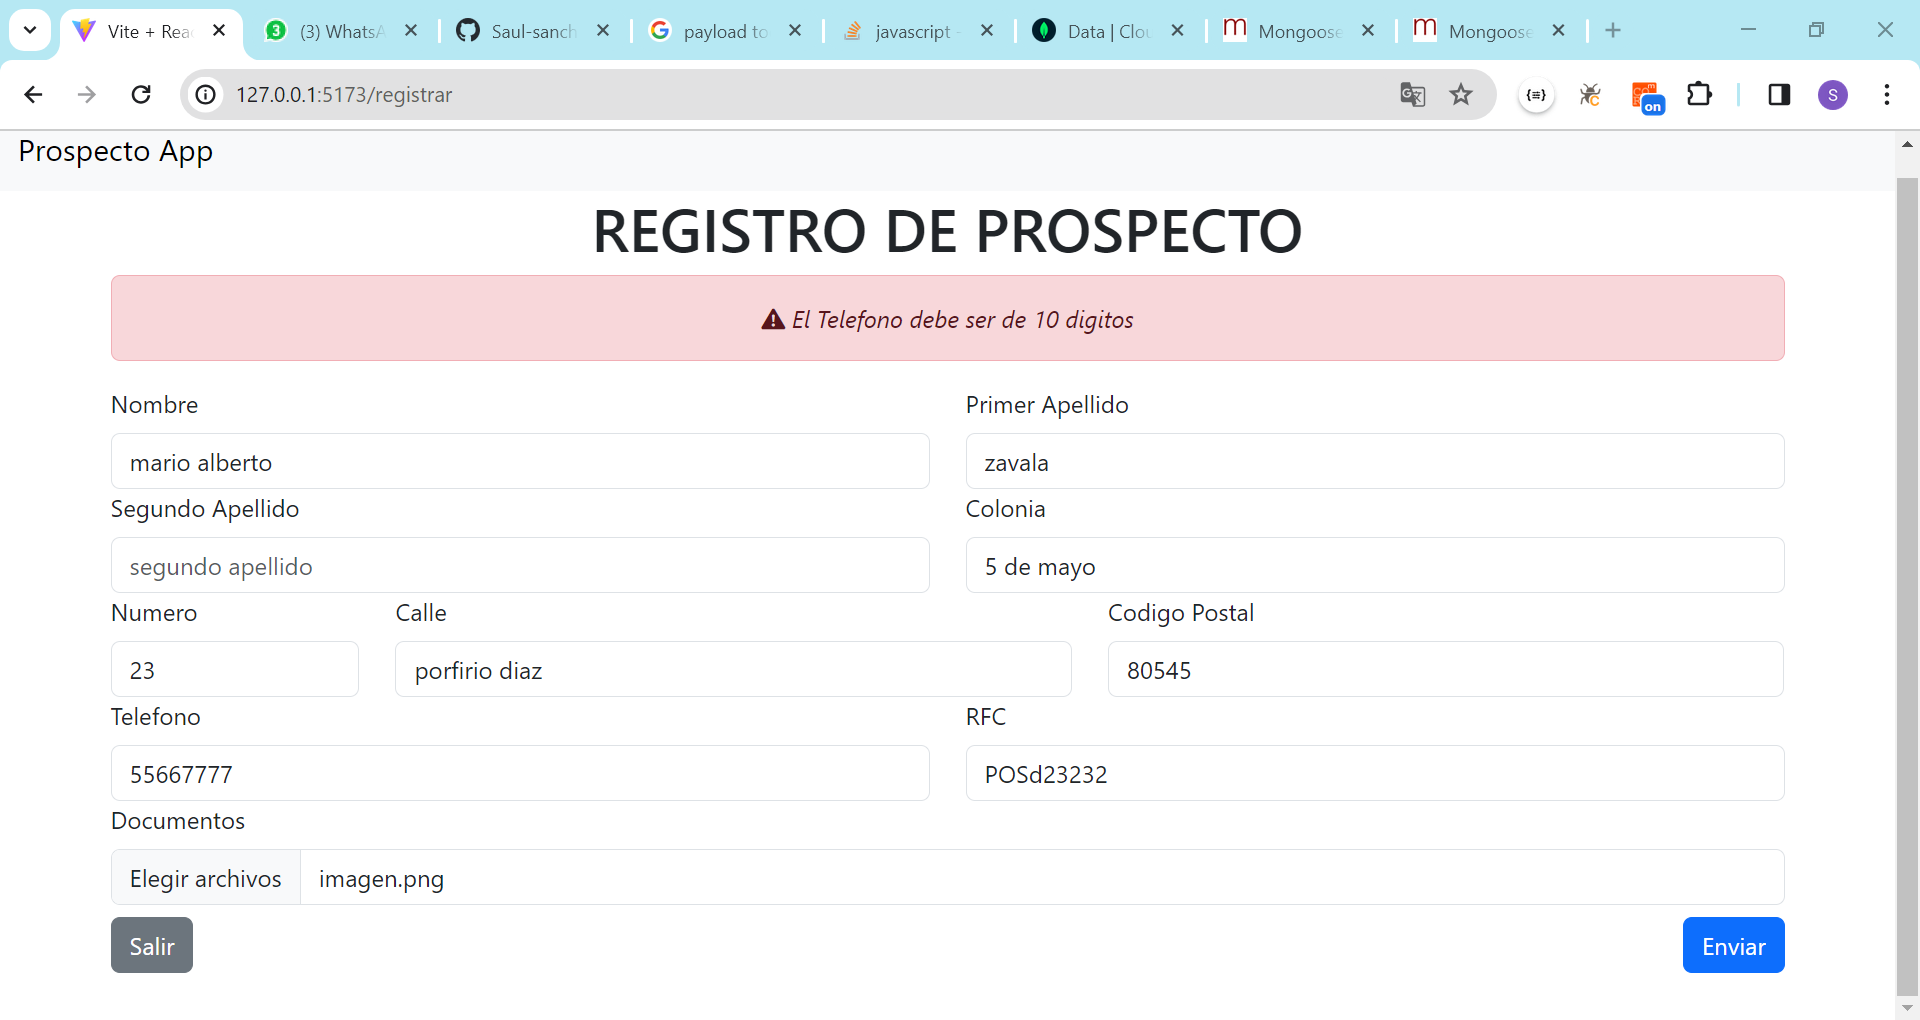 Vite + Rea
(3) WhatsA
Saul-sanch
payload to
javascript -
Data | Clou
Mongoose
Mongoose
127.0.0.1:5173/registrar
on
S
Prospecto App
REGISTRO DE PROSPECTO
El Telefono debe ser de 10 digitos
Nombre
Primer Apellido
mario alberto
zavala
Segundo Apellido
Colonia
segundo apellido
5 de mayo
Numero
Calle
Codigo Postal
23
porfirio diaz
80545
Telefono
RFC
55667777
POSd23232
Documentos
Elegir archivos
imagen.png
Salir
Enviar